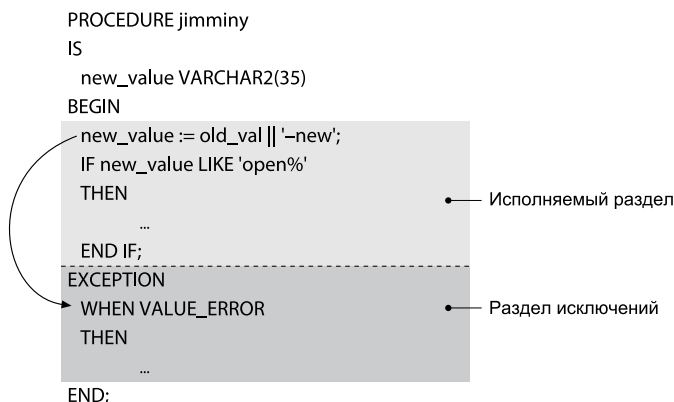 PROCEDURE jimminy
IS
new_value VARCHAR2(35)
BEGIN
new_value := old_val || '–new';
IF new_value LIKE 'open%'
THEN
...
END IF;
Исполняемый раздел
EXCEPTION
WHEN VALUE_ERROR
THEN
...
Раздел исключений
END;